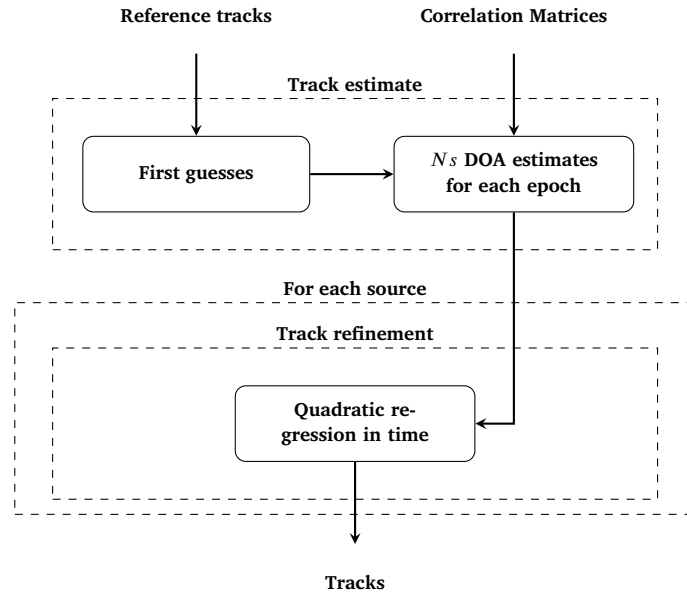 Reference tracks
Correlation Matrices
Track estimate
First guesses
Ns DOA estimates
for each epoch
For each source
Track refinement
Quadratic re-
gression in time
Tracks